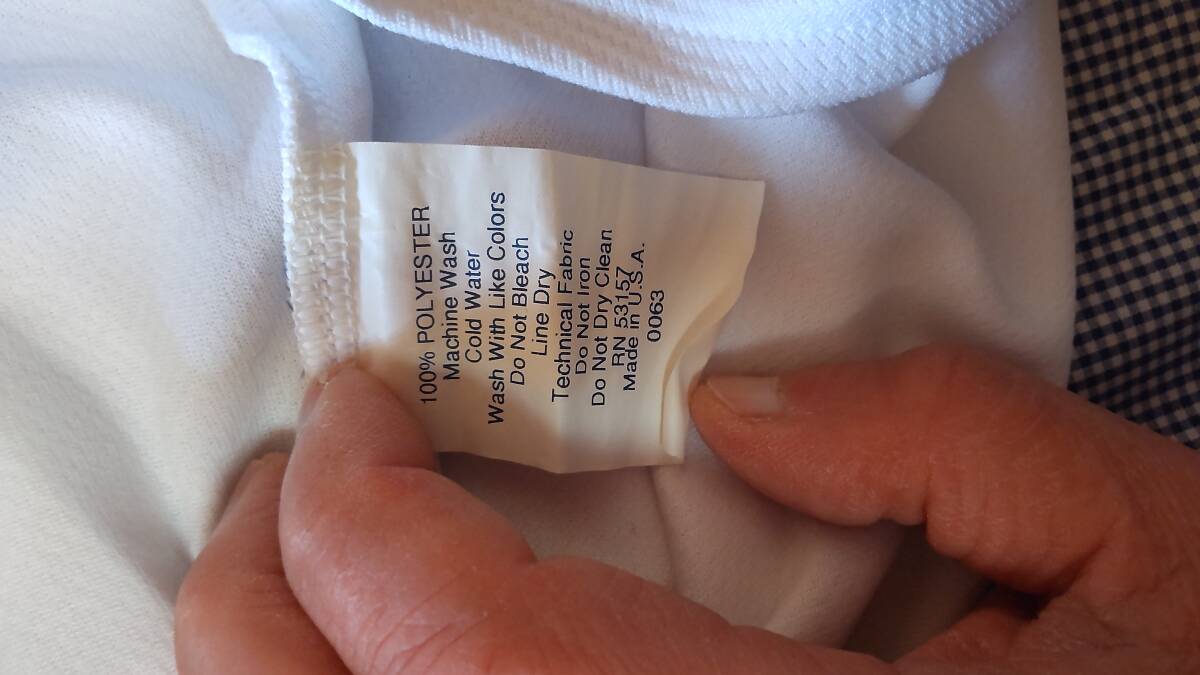 100% POLYESTER
Machine Wash
Cold Water
Wash With Like Colors
Do Not Bleach
Line Dry
Technical Fabric
Do Not Iron
Do Not Dry Clean
RN 53157
Made in U.S.A.
0063